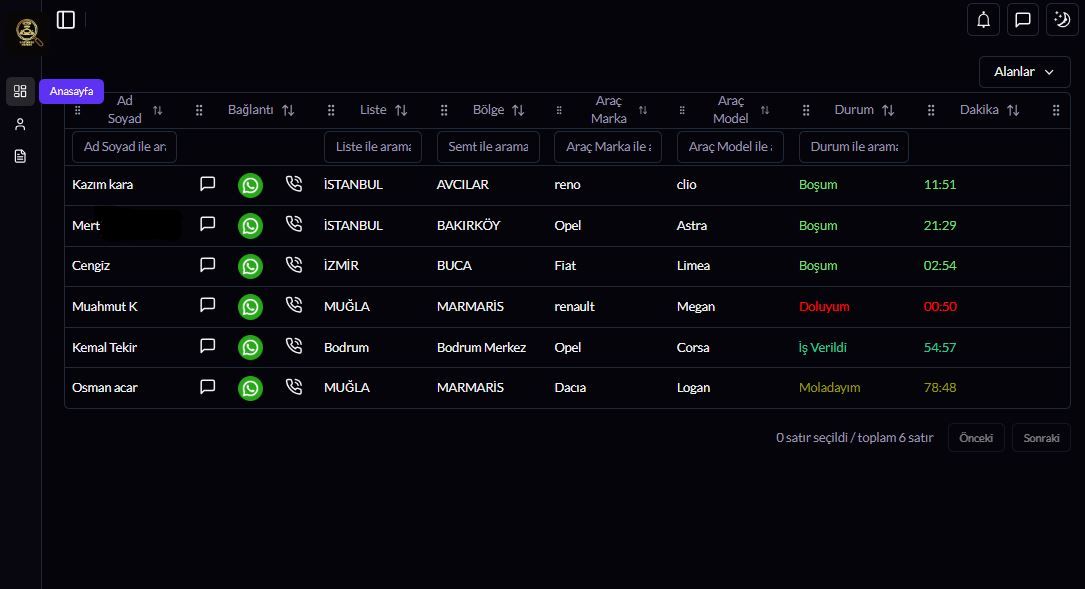 Alanlar
Anasayfa
Ad Soyad Bağlantı Liste Bölge Araç Marka Araç Model Durum Dakika
Ad Soyad ile ar Liste ile arama Semt ile arama Araç Marka ile a Araç Model ile a Durum ile arama
Kazım kara İSTANBUL AVCILAR reno clio Boşum 11:51
Mert İSTANBUL BAKIRKÖY Opel Astra Boşum 21:29
Cengiz İZMİR BUCA Fiat Limea Boşum 02:54
Muahmut K MUĞLA MARMARİS renault Megan Doluyum 00:50
Kemal Tekir Bodrum Bodrum Merkez Opel Corsa İş Verildi 54:57
Osman acar MUĞLA MARMARİS Dacıa Logan Moladayım 78:48
0 satır seçildi / toplam 6 satır Önceki Sonraki